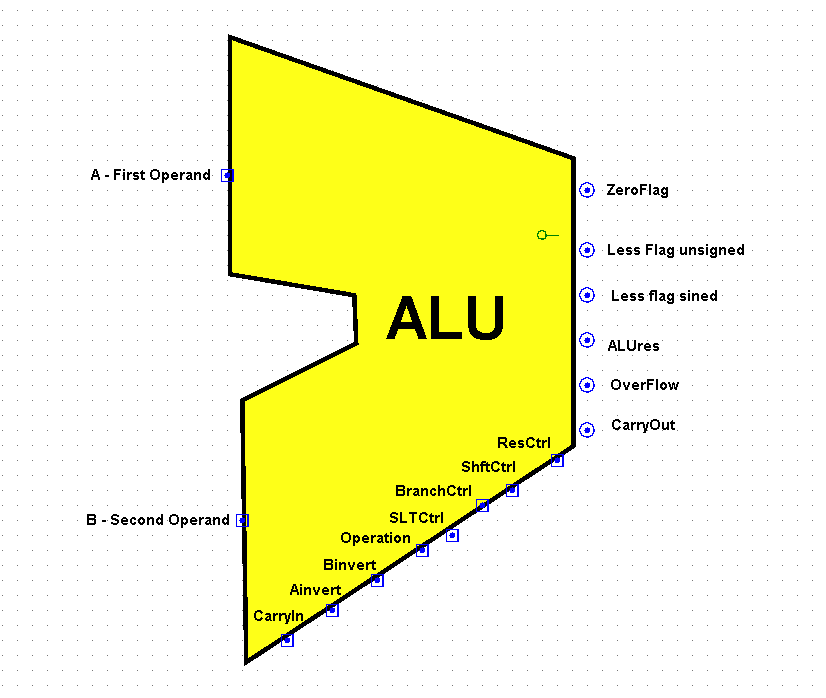 A - First Operand
ZeroFlag
Less Flag unsigned
Less flag sined
ALU
ALUres
OverFlow
CarryOut
ResCtrl
ShftCtrl
BranchCtrl
SLTCtrl
B - Second Operand
Operation
Binvert
Ainvert
CarryIn